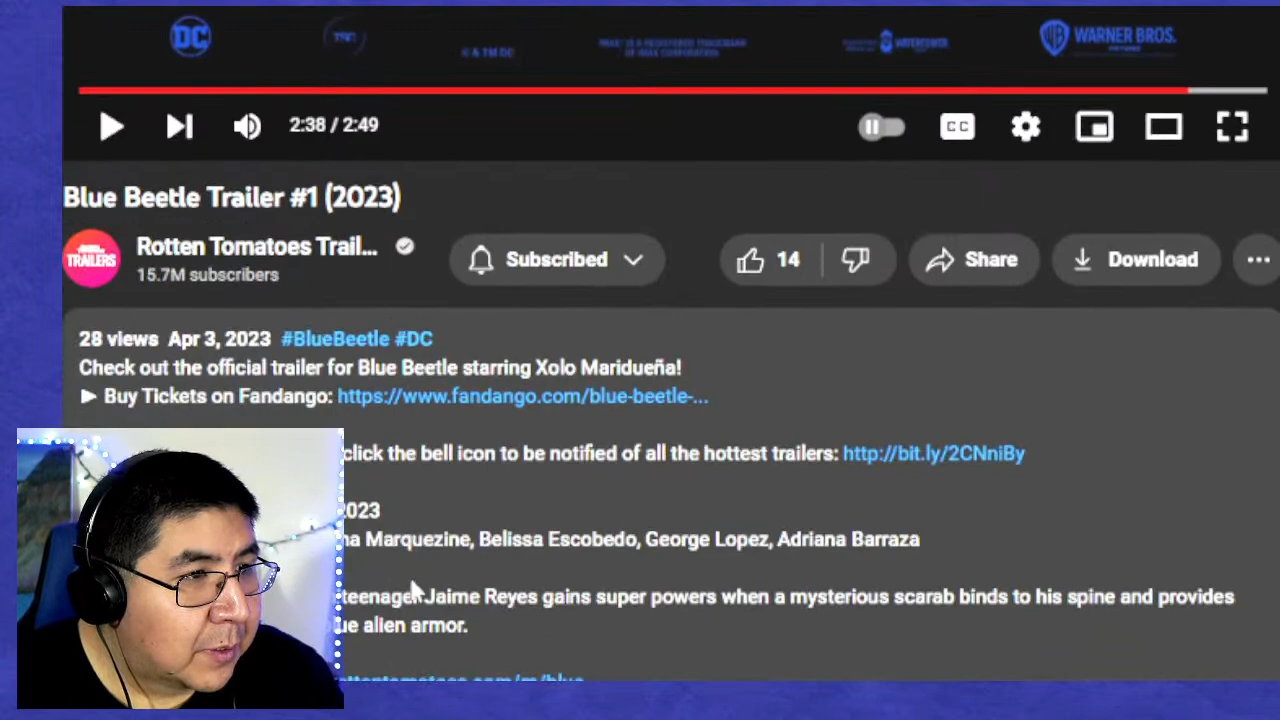 DC
© & TM DC
WARNER BROS.
2:38 / 2:49
CC
Blue Beetle Trailer #1 (2023)
TRAILERS
Rotten Tomatoes Trail...
15.7M subscribers
Subscribed
14
Share
Download
28 views Apr 3, 2023 #BlueBeetle #DC
Check out the official trailer for Blue Beetle starring Xolo Maridueña!
► Buy Tickets on Fandango: https://www.fandango.com/blue-beetle-...
click the bell icon to be notified of all the hottest trailers: http://bit.ly/2CNniBy
2023
na Marquezine, Belissa Escobedo, George Lopez, Adriana Barraza
teenager Jaime Reyes gains super powers when a mysterious scarab binds to his spine and provides
ue alien armor.